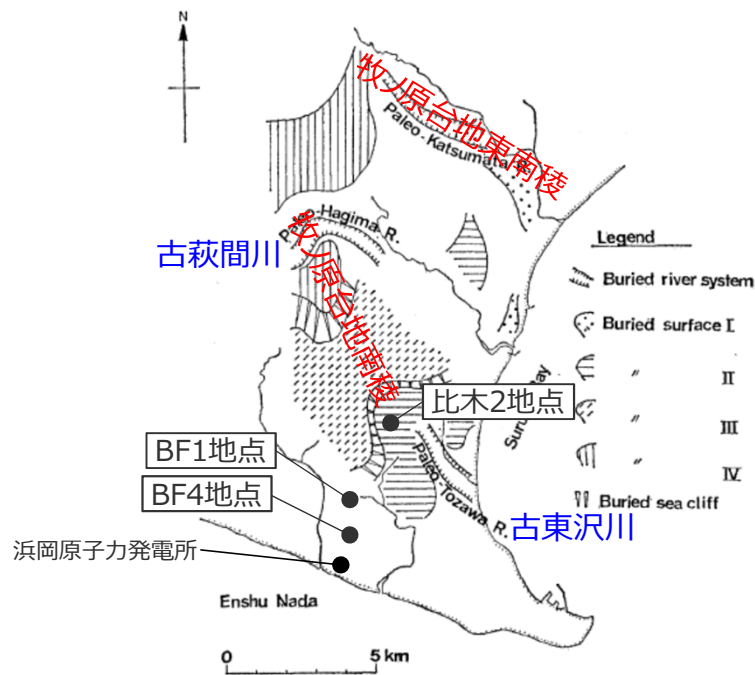 N
牧ノ原台地東南稜
Paleo-Katsumata R.
Paleo-Hagima R.
古萩間川
牧ノ原台地南稜
Legend
Buried river system
Buried surface I
〃 II
〃 III
〃 IV
Buried sea cliff
比木2地点
BF1地点
BF4地点
Paleo-Tozawa R.
古東沢川
浜岡原子力発電所
Enshu Nada
0 5 km